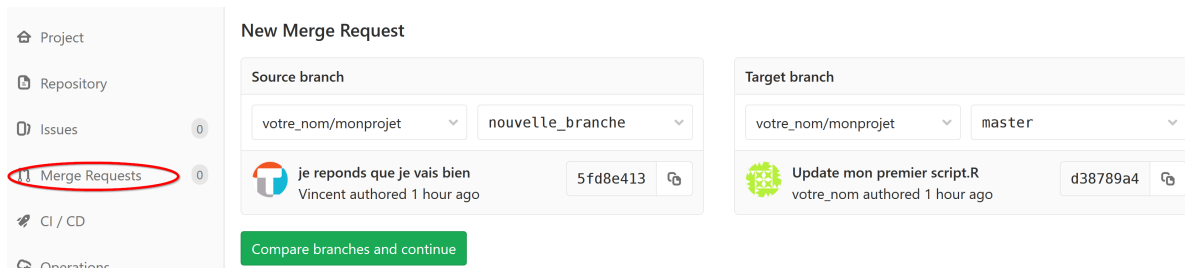 Project
Repository
Issues 0
Merge Requests 0
CI / CD
Operations
New Merge Request
Source branch
votre_nom/monprojet nouvelle_branche
je reponds que je vais bien
Vincent authored 1 hour ago
5fd8e413
Target branch
votre_nom/monprojet master
Update mon premier script.R
votre_nom authored 1 hour ago
d38789a4
Compare branches and continue